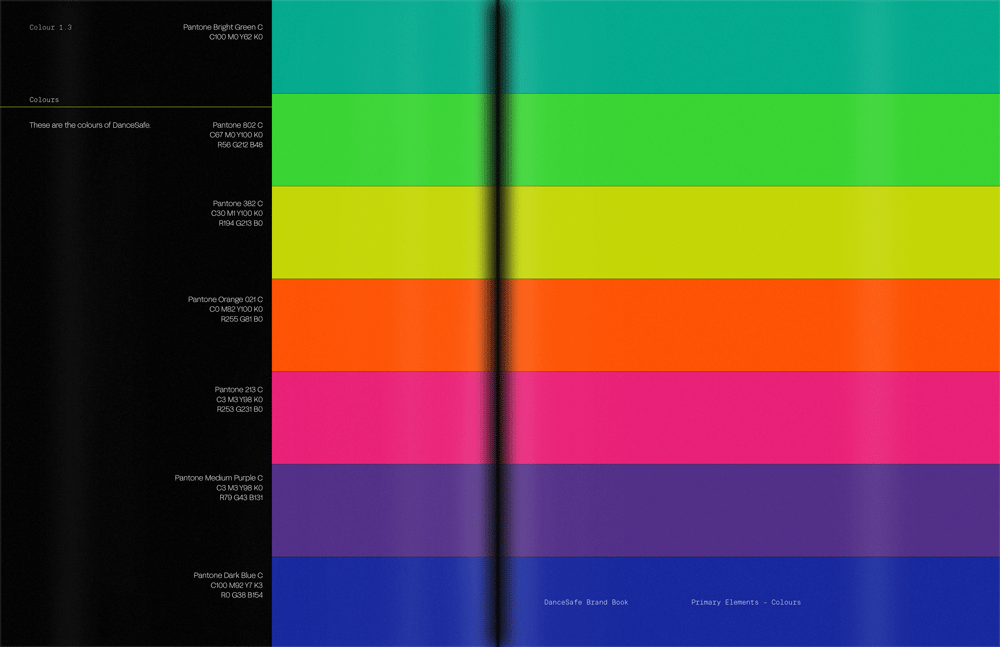 Colour 1.3
Pantone Bright Green C
C100 M0 Y62 K0
Colours
These are the colours of DanceSafe.
Pantone 802 C
C67 M0 Y100 K0
R56 G212 B48
Pantone 382 C
C30 M1 Y100 K0
R194 G213 B0
Pantone Orange 021 C
C0 M82 Y100 K0
R255 G81 B0
Pantone 213 C
C3 M3 Y98 K0
R253 G231 B0
Pantone Medium Purple C
C3 M3 Y98 K0
R79 G43 B131
Pantone Dark Blue C
C100 M92 Y7 K3
R0 G38 B154
DanceSafe Brand Book
Primary Elements – Colours